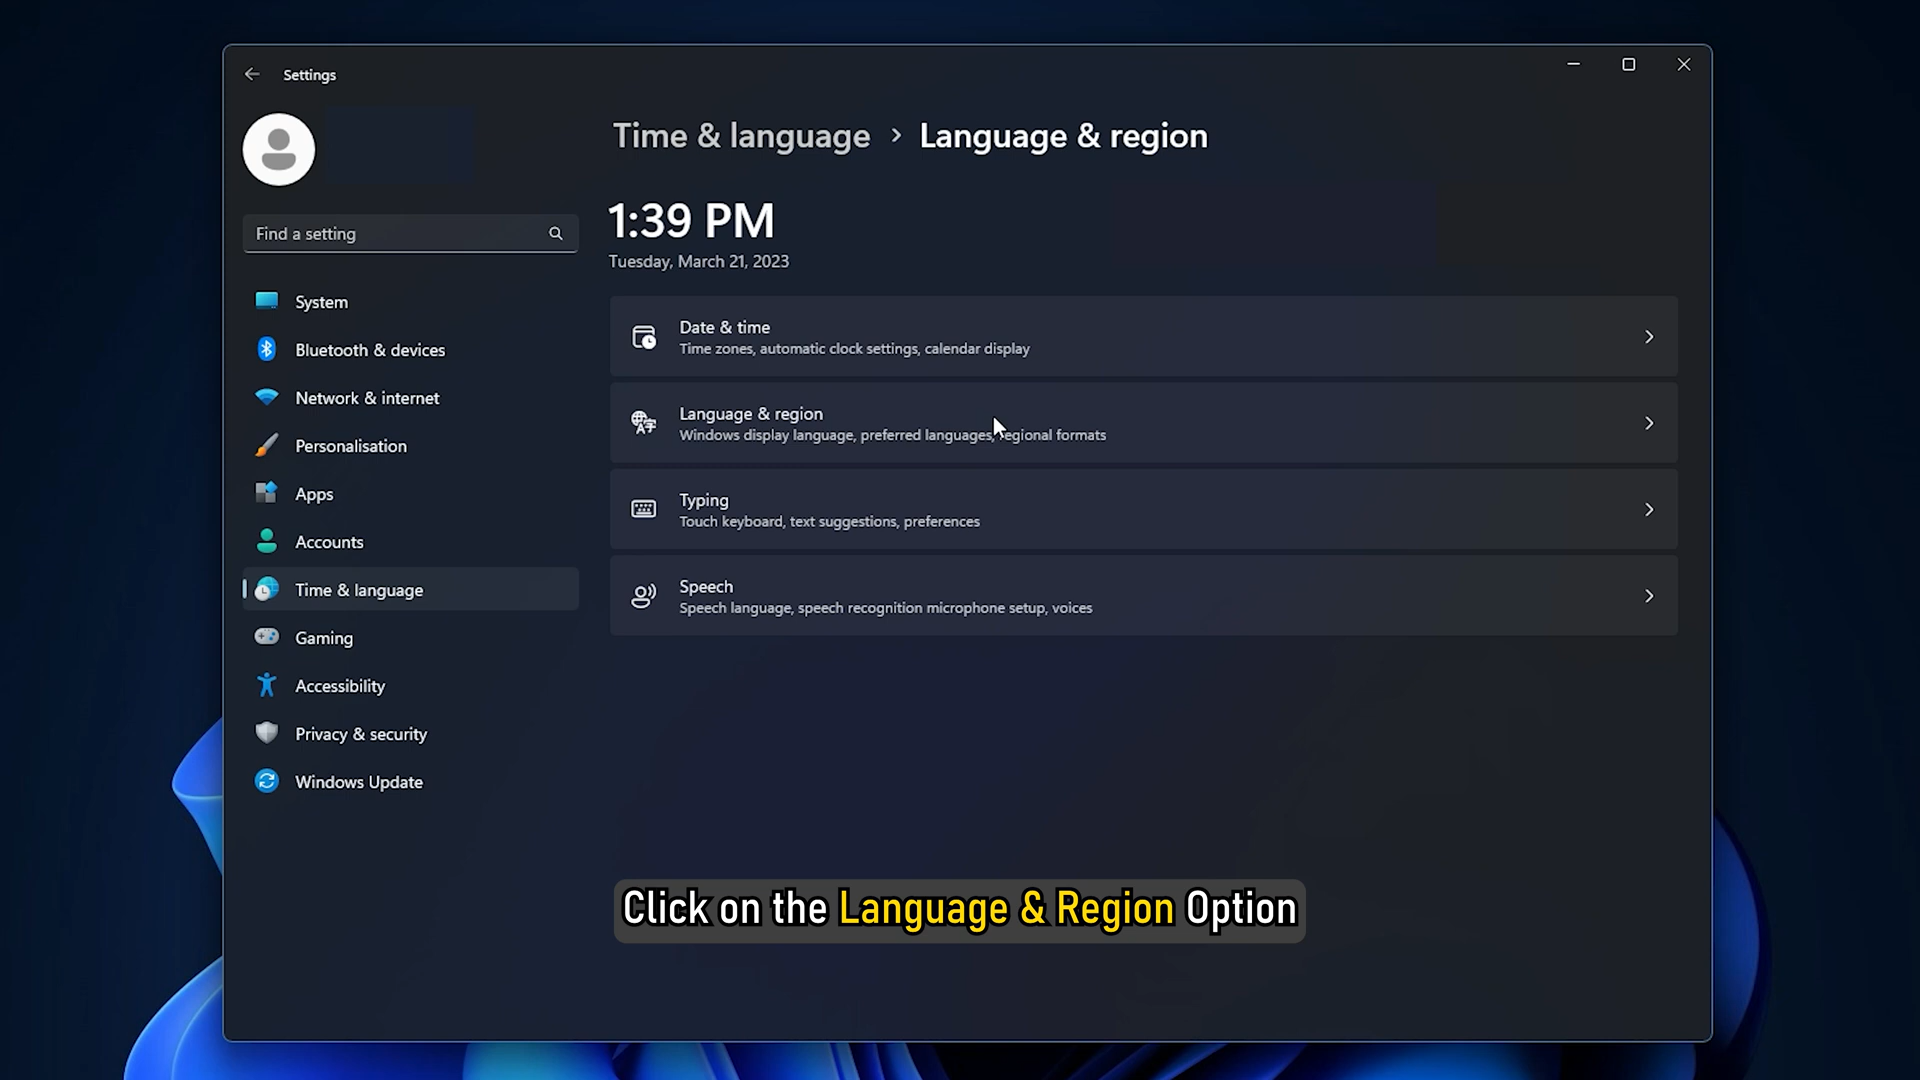 Settings
Time & language > Language & region
1:39 PM
Tuesday, March 21, 2023
Find a setting
System
Bluetooth & devices
Network & internet
Personalisation
Apps
Accounts
Time & language
Gaming
Accessibility
Privacy & security
Windows Update
Date & time
Time zones, automatic clock settings, calendar display
Language & region
Windows display language, preferred languages, regional formats
Typing
Touch keyboard, text suggestions, preferences
Speech
Speech language, speech recognition microphone setup, voices
Click on the Language & Region Option